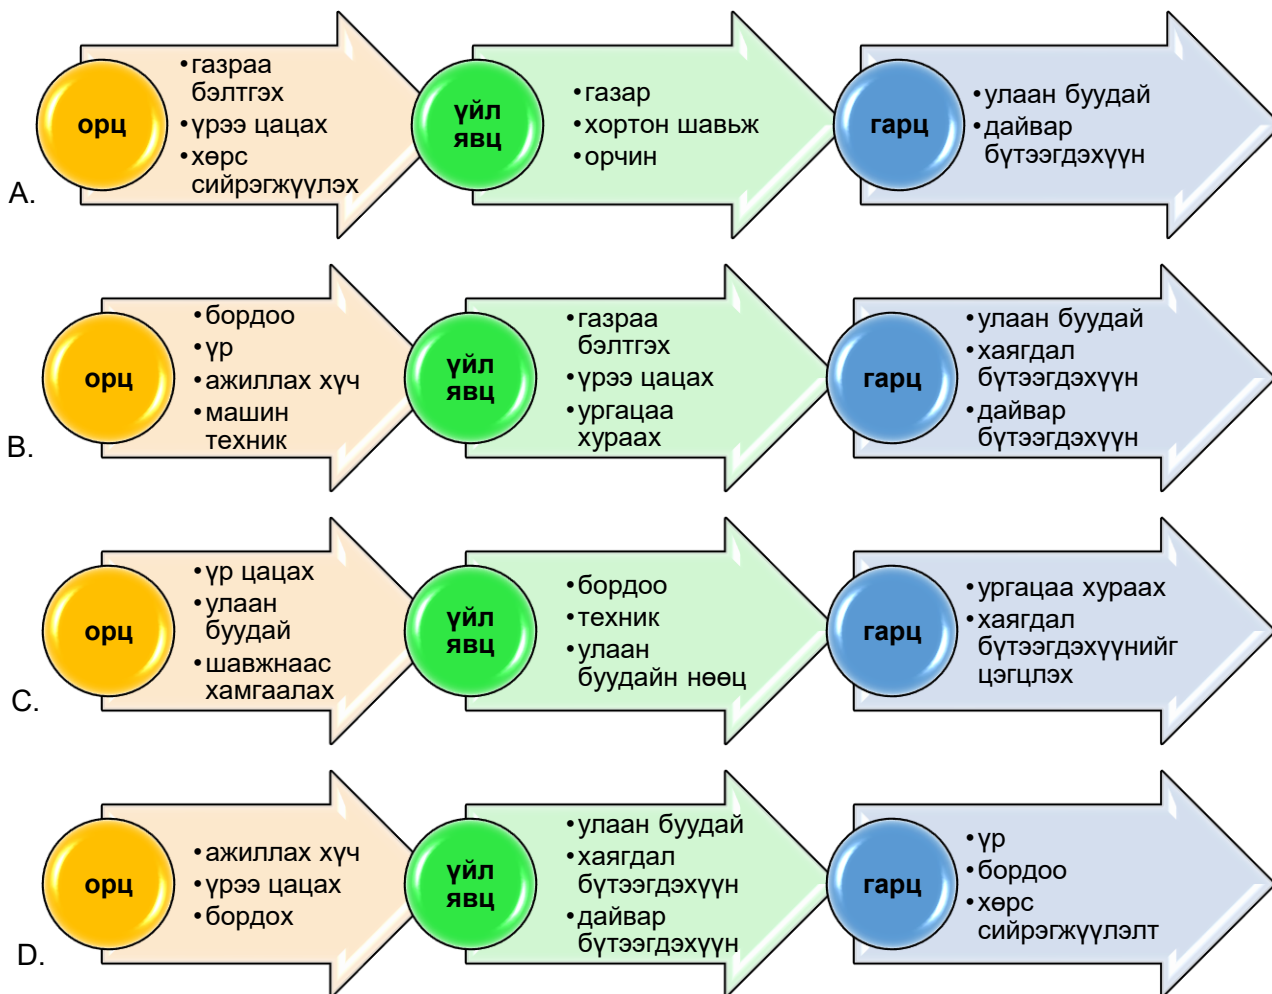 A.
орц
•газраа
бэлтгэх
•үрээ цацах
•хөрс
сийрэгжүүлэх
үйл
явц
•газар
•хортон шавьж
•орчин
гарц
•улаан буудай
•дайвар
бүтээгдэхүүн
B.
орц
•бордоо
•үр
•ажиллах хүч
•машин
техник
үйл
явц
•газраа
бэлтгэх
•үрээ цацах
•ургацаа
хураах
гарц
•улаан буудай
•хаягдал
бүтээгдэхүүн
•дайвар
бүтээгдэхүүн
C.
орц
•үр цацах
•улаан
буудай
•шавжнаас
хамгаалах
үйл
явц
•бордоо
•техник
•улаан
буудайн нөөц
гарц
•ургацаа хураах
•хаягдал
бүтээгдэхүүнийг
цэгцлэх
D.
орц
•ажиллах хүч
•үрээ цацах
•бордох
үйл
явц
•улаан буудай
•хаягдал
бүтээгдэхүүн
•дайвар
бүтээгдэхүүн
гарц
•үр
•бордоо
•хөрс
сийрэгжүүлэлт